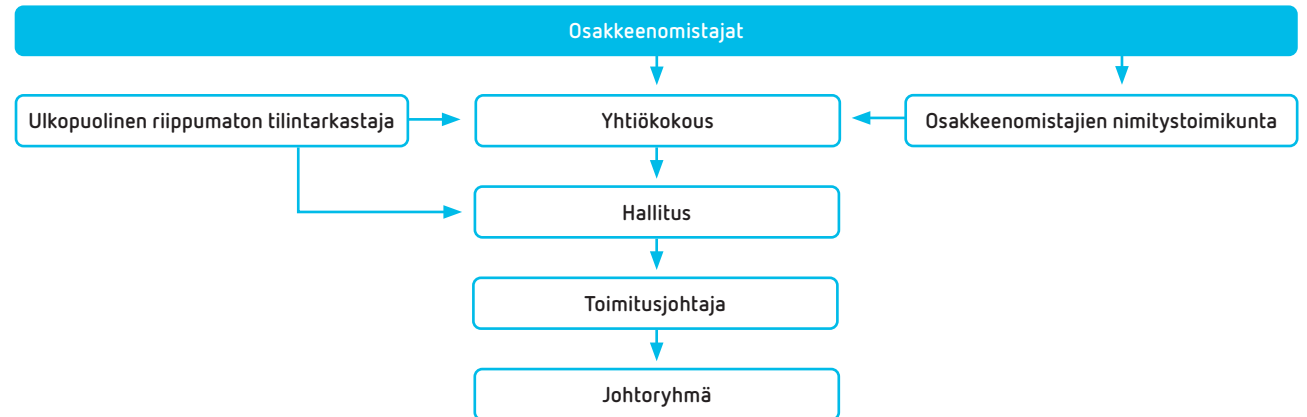 Osakkeenomistajat
Ulkopuolinen riippumaton tilintarkastaja
Yhtiökokous
Osakkeenomistajien nimitystoimikunta
Hallitus
Toimitusjohtaja
Johtoryhmä